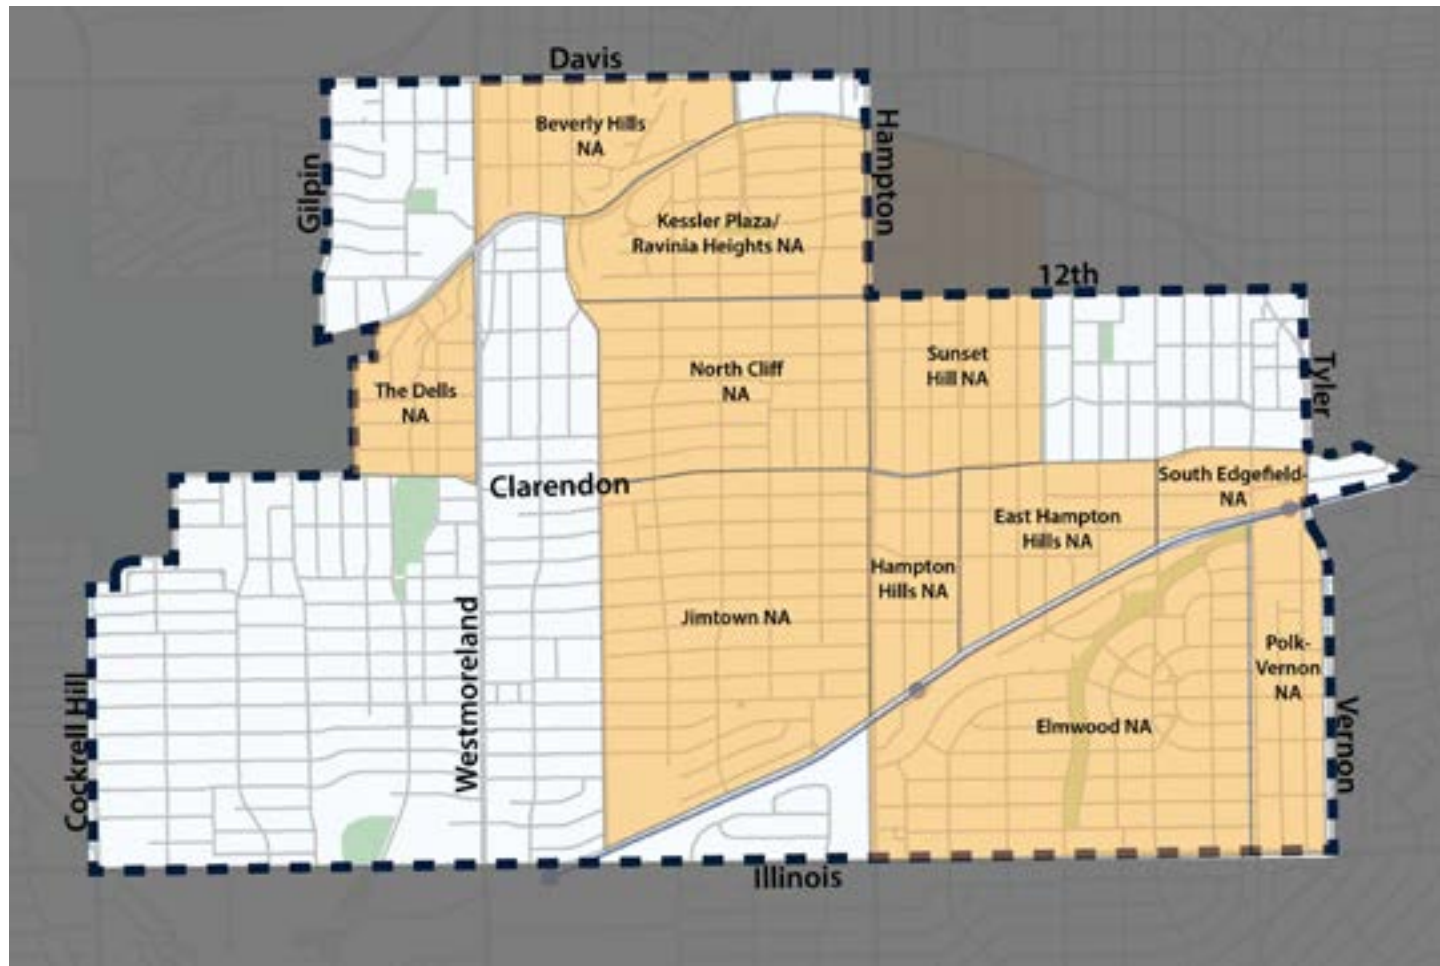 Davis
Beverly Hills
NA
Hampton
Gilpin
Kessler Plaza/
Ravinia Heights NA
12th
Sunset
Hill NA
North Cliff
NA
Tyler
The Dells
NA
South Edgefield-
NA
Clarendon
East Hampton
Hills NA
Hampton
Hills NA
Jimtown NA
Westmoreland
Polk-
Vernon
NA
Elmwood NA
Cockrell Hill
Vernon
Illinois